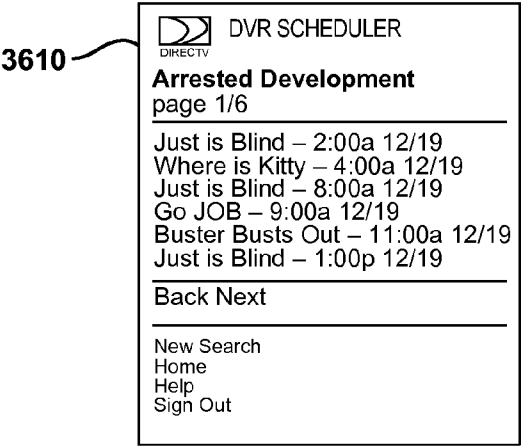 3610
DIRECTV
DVR SCHEDULER
Arrested Development
page 1/6
Just is Blind – 2:00a 12/19
Where is Kitty – 4:00a 12/19
Just is Blind – 8:00a 12/19
Go JOB – 9:00a 12/19
Buster Busts Out – 11:00a 12/19
Just is Blind – 1:00p 12/19
Back Next
New Search
Home
Help
Sign Out